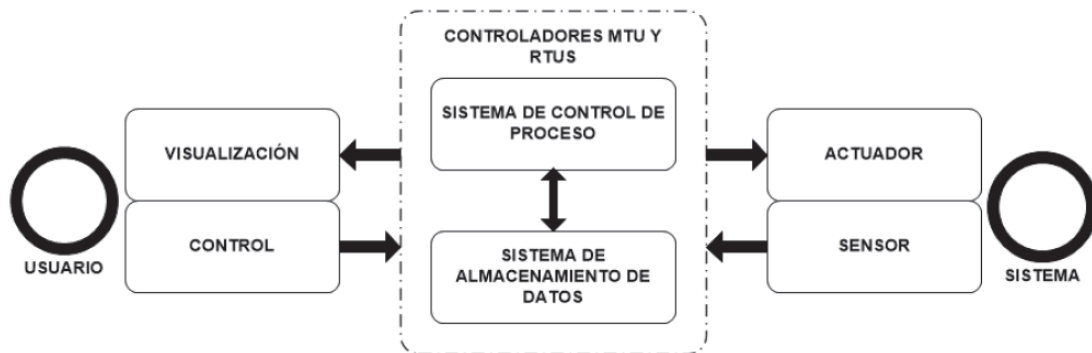 CONTROLADORES MTU Y
RTUS
SISTEMA DE CONTROL DE
PROCESO
VISUALIZACIÓN
CONTROL
USUARIO
SISTEMA DE
ALMACENAMIENTO DE
DATOS
ACTUADOR
SENSOR
SISTEMA